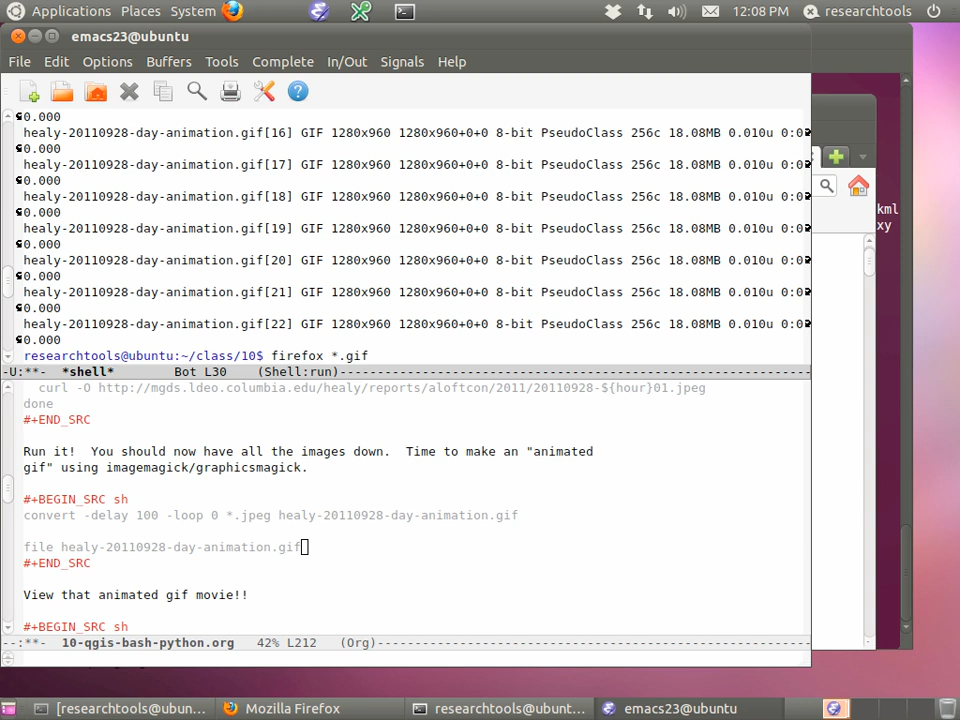 Applications Places System 12:08 PM researchtools
emacs23@ubuntu
File Edit Options Buffers Tools Complete In/Out Signals Help
0.000
healy-20110928-day-animation.gif[16] GIF 1280x960 1280x960+0+0 8-bit PseudoClass 256c 18.08MB 0.010u 0:0
0.000
healy-20110928-day-animation.gif[17] GIF 1280x960 1280x960+0+0 8-bit PseudoClass 256c 18.08MB 0.010u 0:0
0.000
healy-20110928-day-animation.gif[18] GIF 1280x960 1280x960+0+0 8-bit PseudoClass 256c 18.08MB 0.010u 0:0
0.000
healy-20110928-day-animation.gif[19] GIF 1280x960 1280x960+0+0 8-bit PseudoClass 256c 18.08MB 0.010u 0:0
0.000
healy-20110928-day-animation.gif[20] GIF 1280x960 1280x960+0+0 8-bit PseudoClass 256c 18.08MB 0.010u 0:0
0.000
healy-20110928-day-animation.gif[21] GIF 1280x960 1280x960+0+0 8-bit PseudoClass 256c 18.08MB 0.010u 0:0
0.000
healy-20110928-day-animation.gif[22] GIF 1280x960 1280x960+0+0 8-bit PseudoClass 256c 18.08MB 0.010u 0:0
0.000
researchtools@ubuntu:~/class/10$ firefox *.gif
-U:**- *shell* Bot L30 (Shell:run)
curl -O http://mgds.ldeo.columbia.edu/healy/reports/aloftcon/2011/20110928-${hour}01.jpeg
done
#+END_SRC
Run it! You should now have all the images down. Time to make an "animated
gif" using imagemagick/graphicsmagick.
#+BEGIN_SRC sh
convert -delay 100 -loop 0 *.jpeg healy-20110928-day-animation.gif
file healy-20110928-day-animation.gif
#+END_SRC
View that animated gif movie!!
#+BEGIN_SRC sh
--:**- 10-qgis-bash-python.org 42% L212 (Org)
kml
xy
[researchtools@ubun... Mozilla Firefox researchtools@ubuntu... emacs23@ubuntu